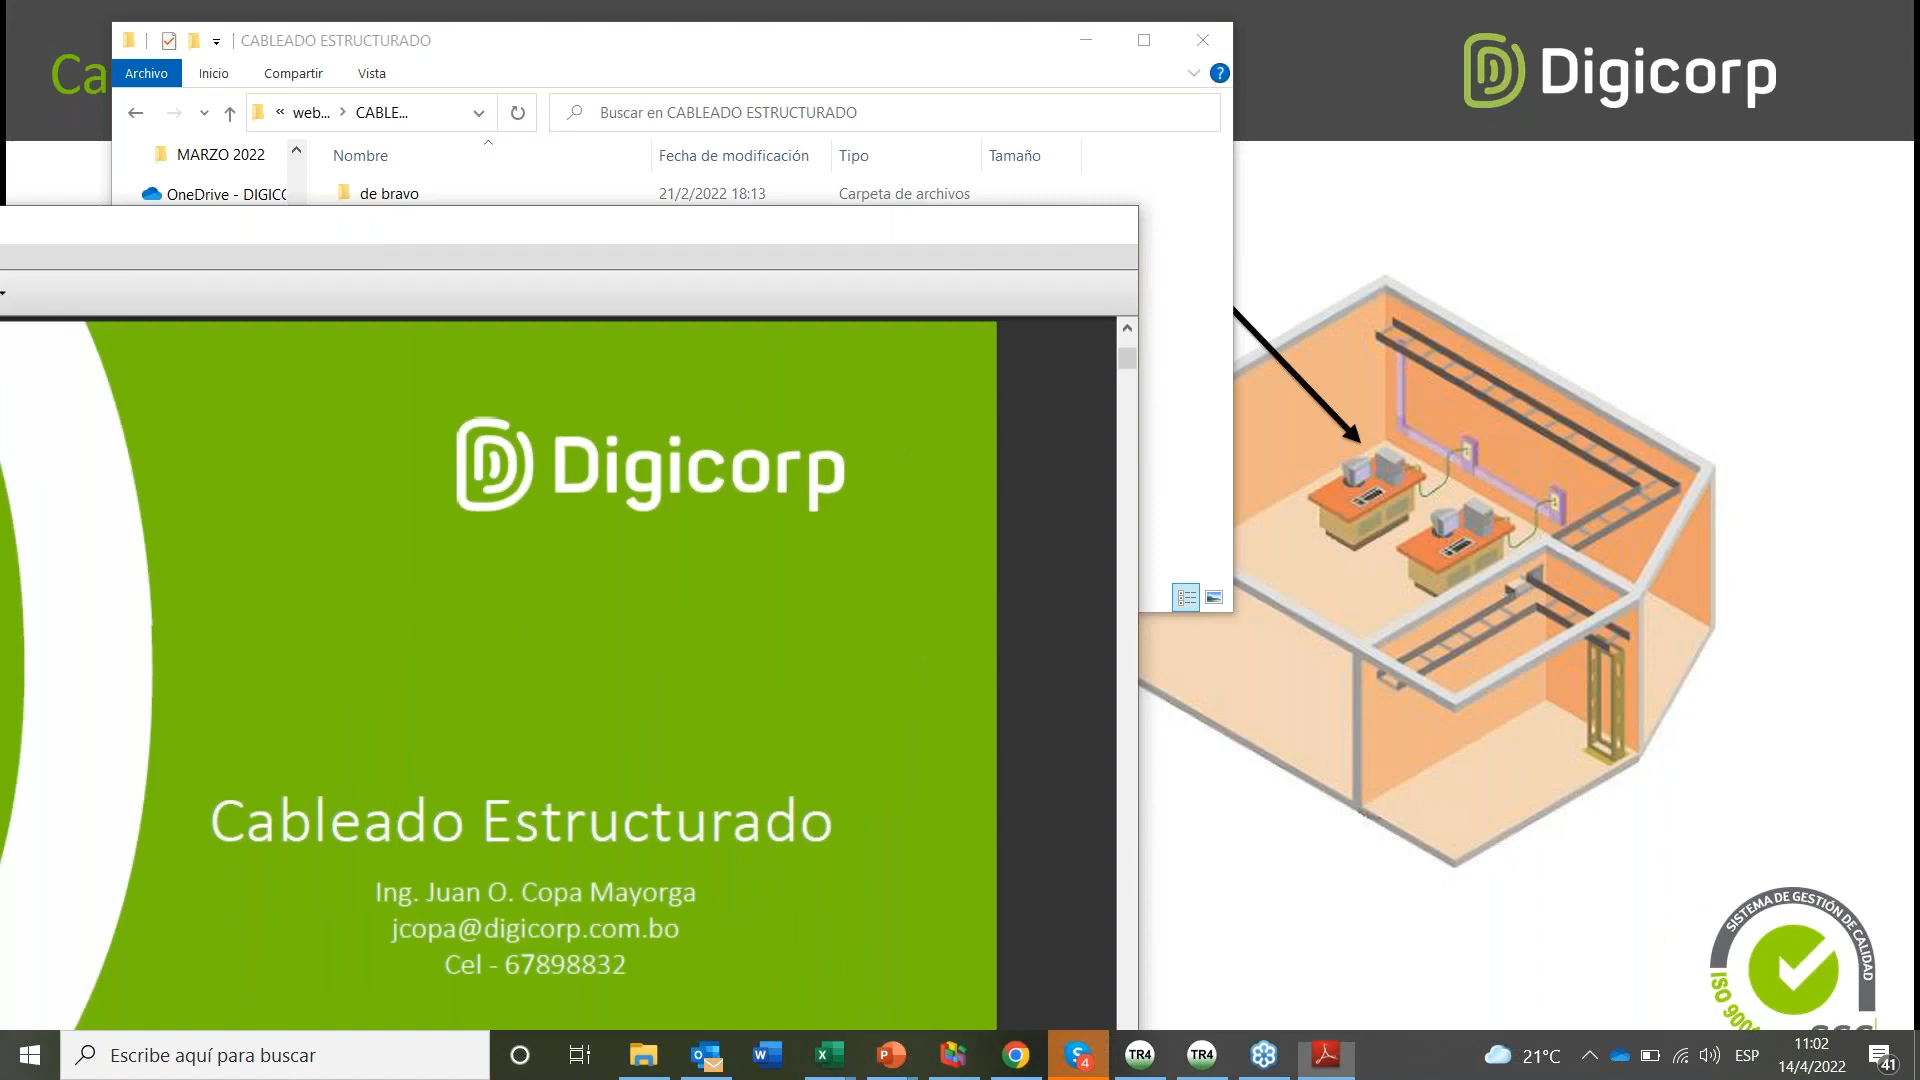 Ca
CABLEADO ESTRUCTURADO
Digicorp
Archivo Inicio Compartir Vista
« web... › CABLE...
Buscar en CABLEADO ESTRUCTURADO
MARZO 2022
Nombre Fecha de modificación Tipo Tamaño
OneDrive - DIGICO
de bravo 21/2/2022 18:13 Carpeta de archivos
Digicorp
Cableado Estructurado
Ing. Juan O. Copa Mayorga
jcopa@digicorp.com.bo
Cel - 67898832
SISTEMA DE GESTIÓN DE CALIDAD
ISO 900
Escribe aquí para buscar
4
TR4
TR4
21°C
ESP
11:02
14/4/2022
41